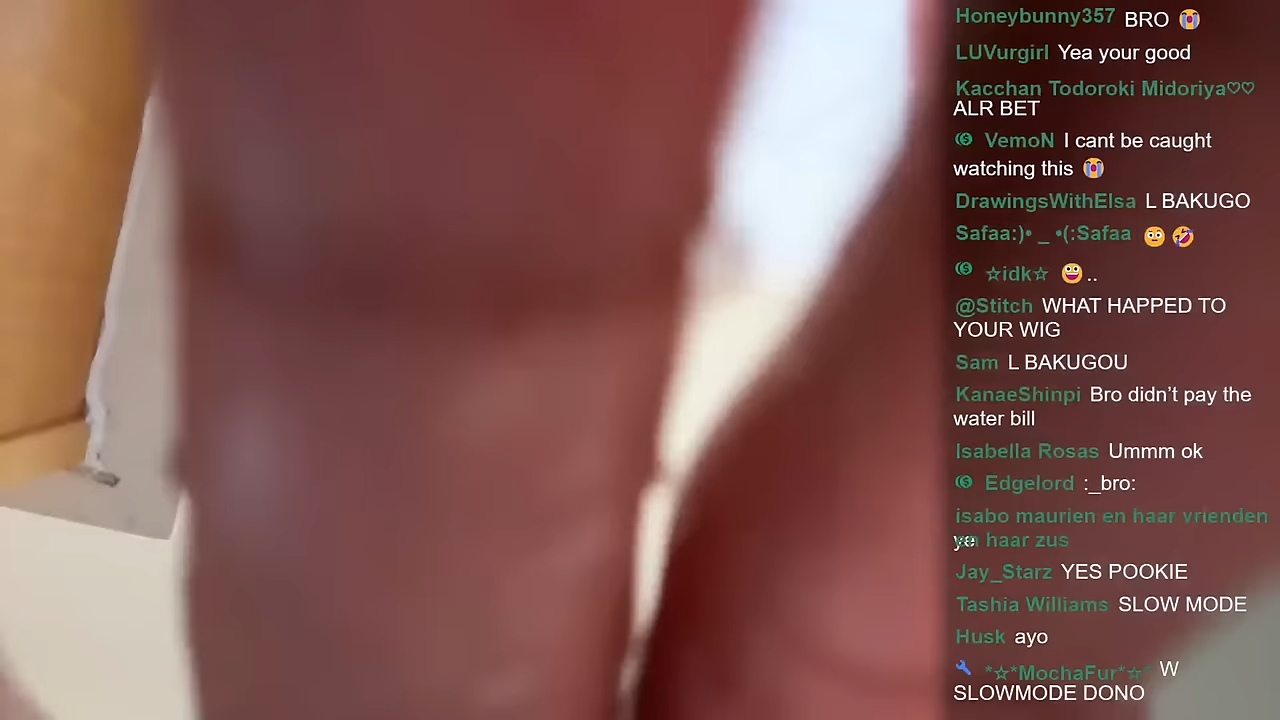 Honeybunny357 BRO 😭
LUVurgirl Yea your good
Kacchan Todoroki Midoriya♡♡
ALR BET
VemoN I cant be caught
watching this 😭
DrawingsWithElsa L BAKUGO
Safaa:)• _ •(:Safaa 😳🤣
☆idk☆ 😃..
@Stitch WHAT HAPPED TO
YOUR WIG
Sam L BAKUGOU
KanaeShinpi Bro didn’t pay the
water bill
Isabella Rosas Ummm ok
Edgelord :_bro:
isabo maurien en haar vrienden
en haar zus
ye
Jay_Starz YES POOKIE
Tashia Williams SLOW MODE
Husk ayo
*☆*MochaFur*☆* W
SLOWMODE DONO